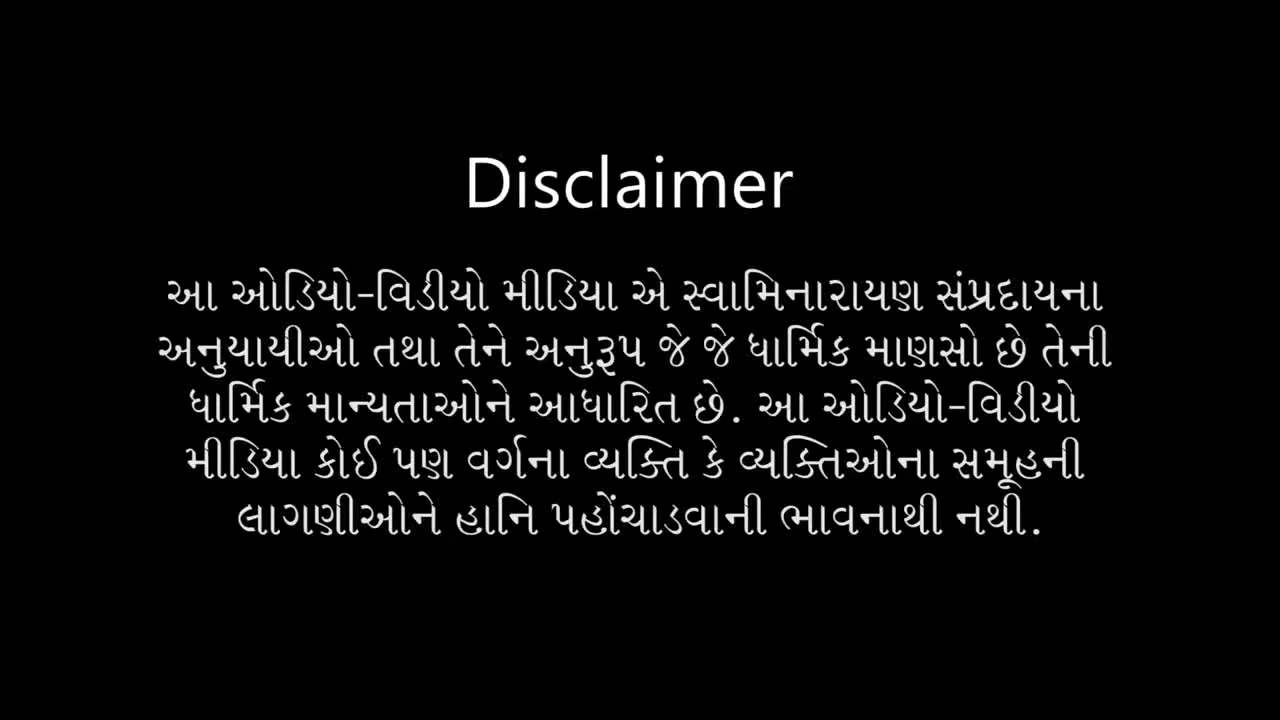 Disclaimer
આ ઓડિયો-વિડીયો મીડિયા એ સ્વામિનારાયણ સંપ્રદાયના
અનુયાયીઓ તથા તેને અનુરૂપ જે જે ધાર્મિક માણસો છે તેની
ધાર્મિક માન્યતાઓને આધારિત છે. આ ઓડિયો-વિડીયો
મીડિયા કોઈ પણ વર્ગના વ્યક્તિ કે વ્યક્તિઓના સમૂહની
લાગણીઓને હાનિ પહોંચાડવાની ભાવનાથી નથી.